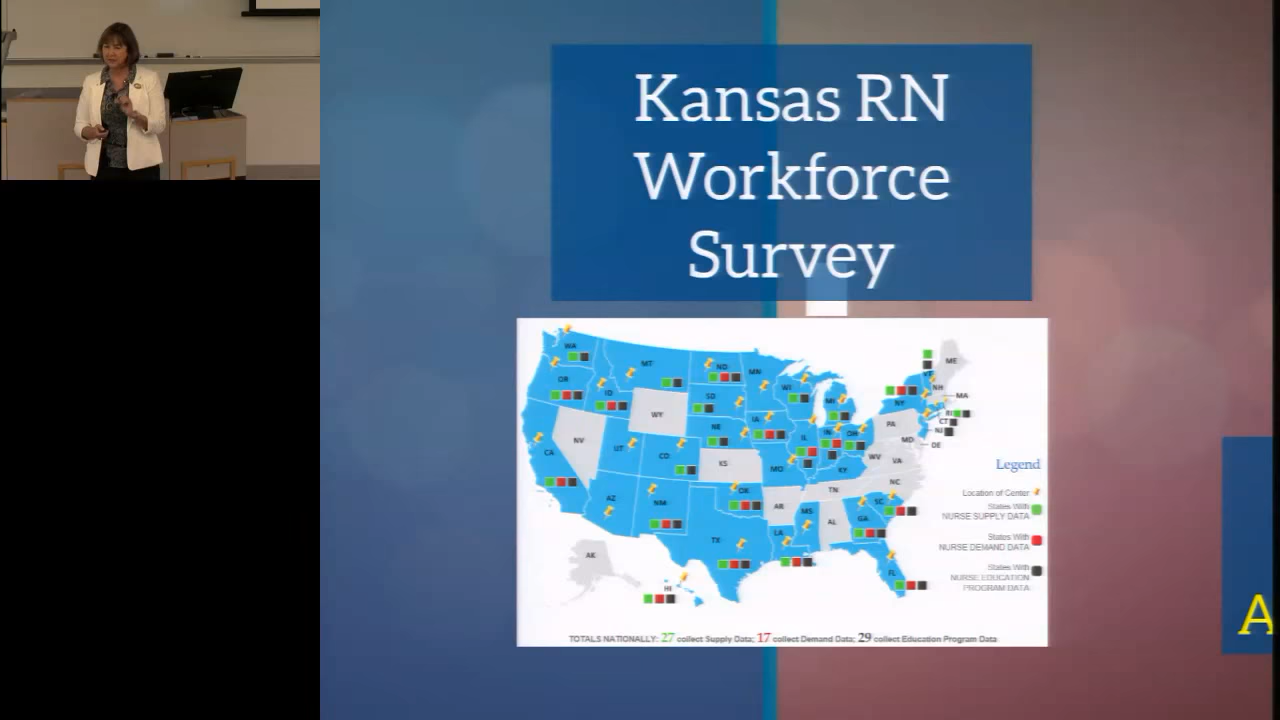 Kansas RN
Workforce
Survey
WA
MT
ND
MN
OR
ID
SD
WI
MI
NY
VT
NH
ME
MA
RI
CT
NJ
WY
NE
IA
PA
NV
UT
CO
KS
IL
IN
OH
MD
DE
CA
MO
WV
VA
KY
NC
TN
AZ
NM
OK
AR
SC
MS
AL
GA
TX
LA
AK
HI
FL
Legend
Location of Center
States With
NURSE SUPPLY DATA
States With
NURSE DEMAND DATA
States With
NURSE EDUCATION
PROGRAM DATA
TOTALS NATIONALLY: 27 collect Supply Data; 17 collect Demand Data; 29 collect Education Program Data
A